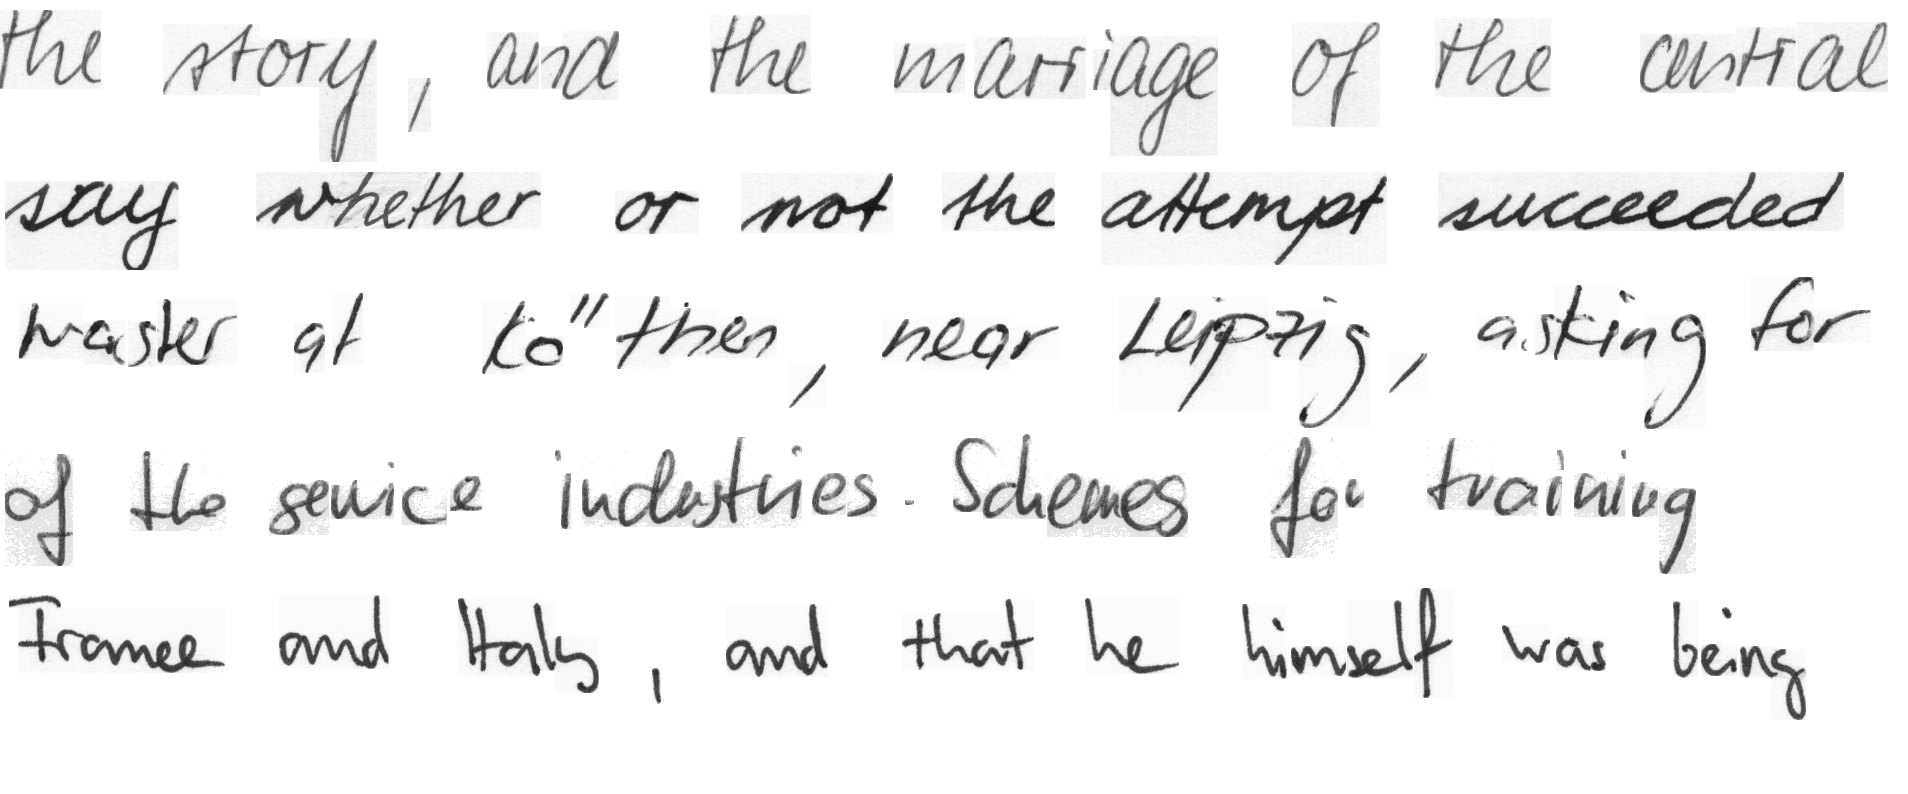 the story, and the marriage of the central
say whether or not the attempt succeeded
master at Ko"then, near Leipzig, asking for
of the service industries. Schemes for training
France and Italy, and that he himself was being